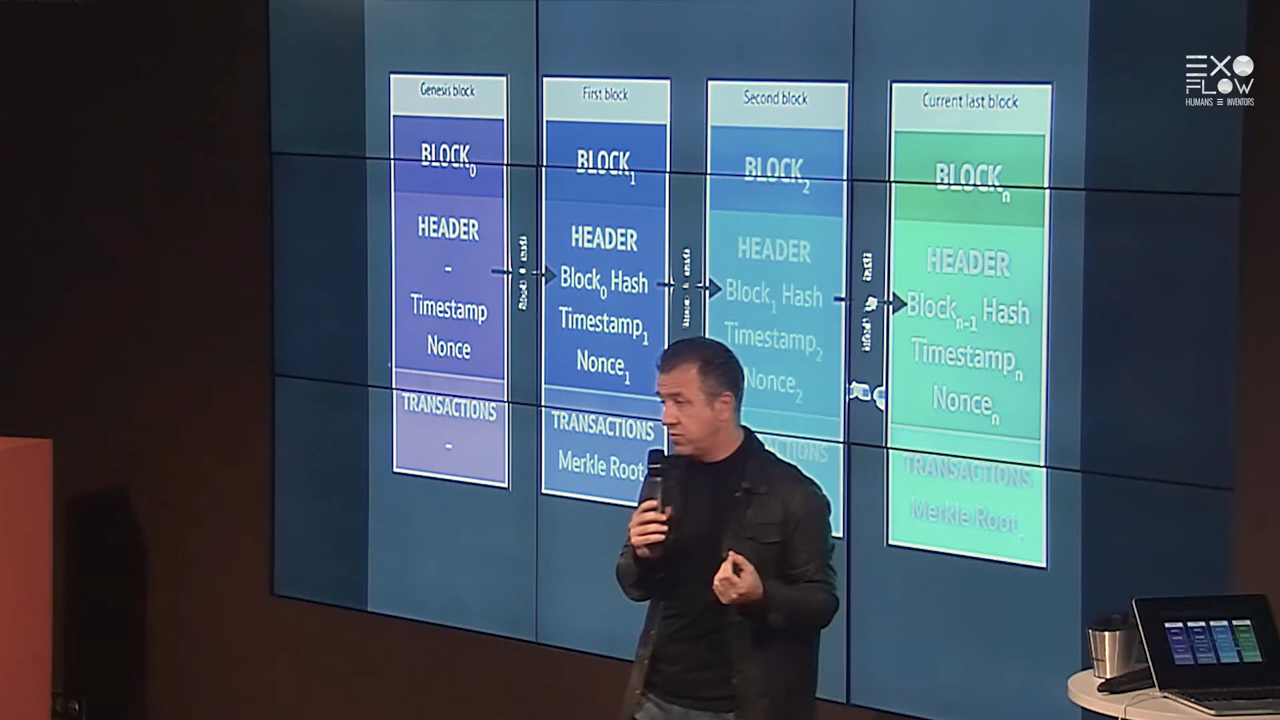 Genesis block
BLOCK0
HEADER
-
Timestamp
Nonce
TRANSACTIONS
-
First block
BLOCK1
HEADER
Block0 Hash
Timestamp1
Nonce1
TRANSACTIONS
Merkle Root
Second block
BLOCK2
HEADER
Block1 Hash
Timestamp2
Nonce2
Current last block
BLOCKn
HEADER
Blockn-1 Hash
Timestampn
Noncen
TRANSACTIONS
Merkle Root
EXO
FLOW
HUMANS INVENTORS